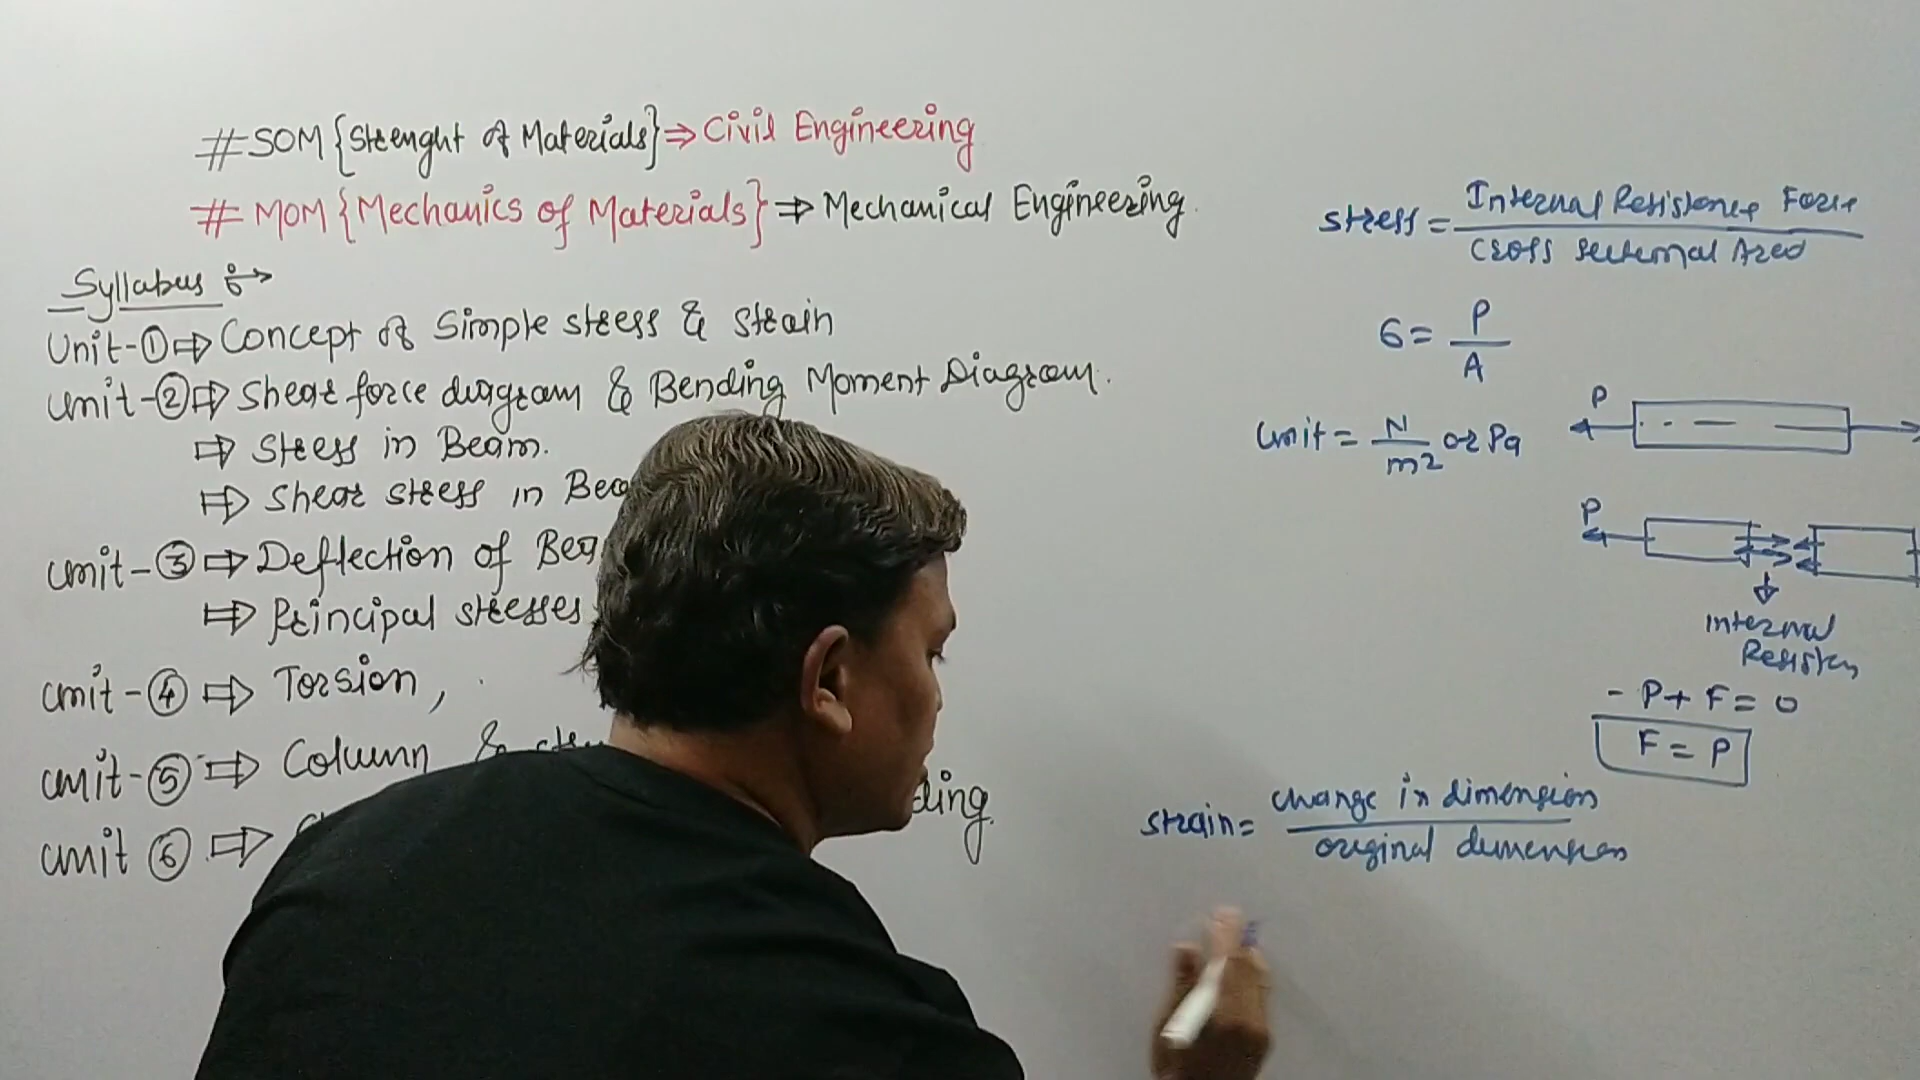 #SOM{Strenght of Materials}⇒Civil Engineering
#MOM{Mechanics of Materials}⇒Mechanical Engineering.
Syllabus :→
Unit-①⇒Concept of Simple stress & strain
Unit-②⇒Shear force diagram & Bending Moment Diagram.
⇒ Stress in Beam.
⇒ Shear stress in
Unit-③⇒Deflection of
⇒ Principal stresses
Unit-④⇒ Torsion,
Unit-⑤⇒ Column &
Unit ⑥⇒
Stress = Internal Resistance Force
Cross sectional Area
σ = P
A
Unit = N/m2 or Pa
P
P
Internal
- P + F = 0
F = P
Strain = Change in dimension
original dimension